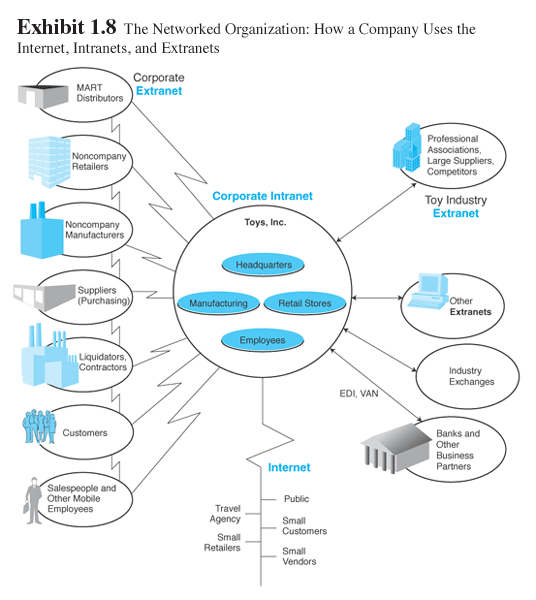 Exhibit 1.8 The Networked Organization: How a Company Uses the
Internet, Intranets, and Extranets
MART
Distributors
Corporate
Extranet
Noncompany
Retailers
Noncompany
Manufacturers
Suppliers
(Purchasing)
Liquidators,
Contractors
Customers
Salespeople and
Other Mobile
Employees
Corporate Intranet
Toys, Inc.
Headquarters
Manufacturing
Retail Stores
Employees
Professional
Associations,
Large Suppliers,
Competitors
Toy Industry
Extranet
Other
Extranets
Industry
Exchanges
EDI, VAN
Banks and
Other
Business
Partners
Internet
Public
Travel
Agency
Small
Customers
Small
Retailers
Small
Vendors